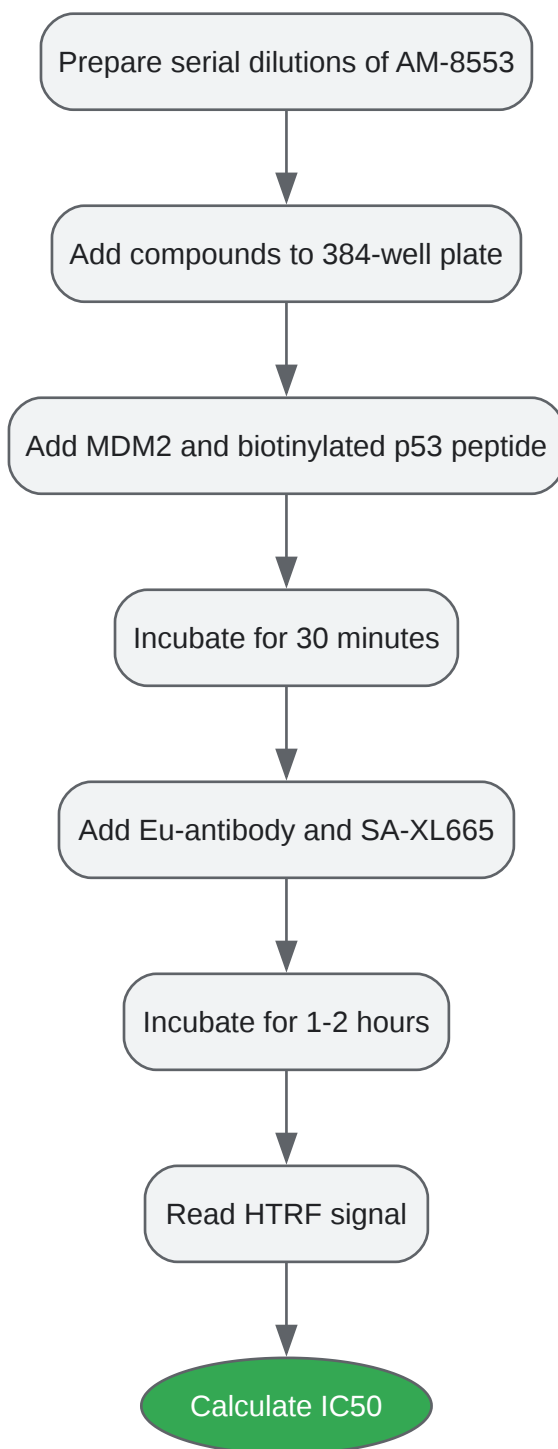 Prepare serial dilutions of AM-8553
Add compounds to 384-well plate
Add MDM2 and biotinylated p53 peptide
Incubate for 30 minutes
Add Eu-antibody and SA-XL665
Incubate for 1-2 hours
Read HTRF signal
Calculate IC50